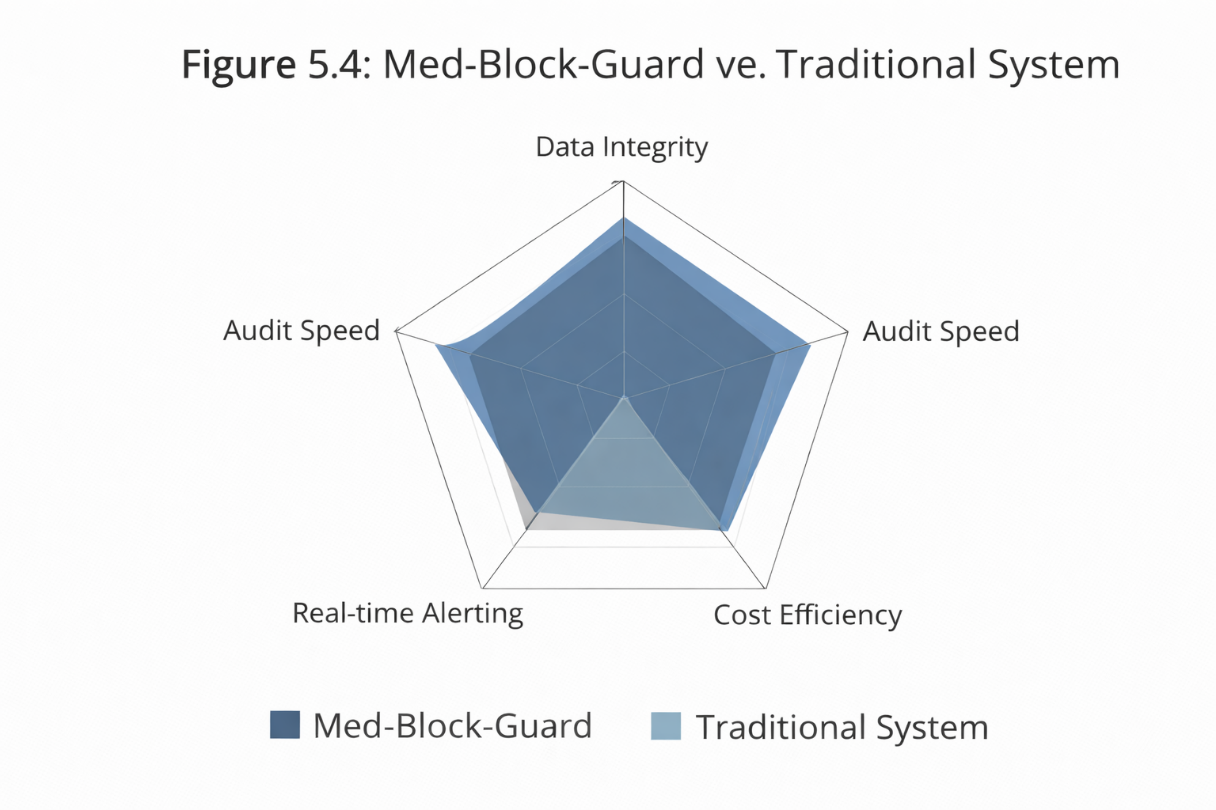 Figure 5.4: Med-Block-Guard ve. Traditional System
Data Integrity
Audit Speed
Audit Speed
Real-time Alerting
Cost Efficiency
Med-Block-Guard
Traditional System